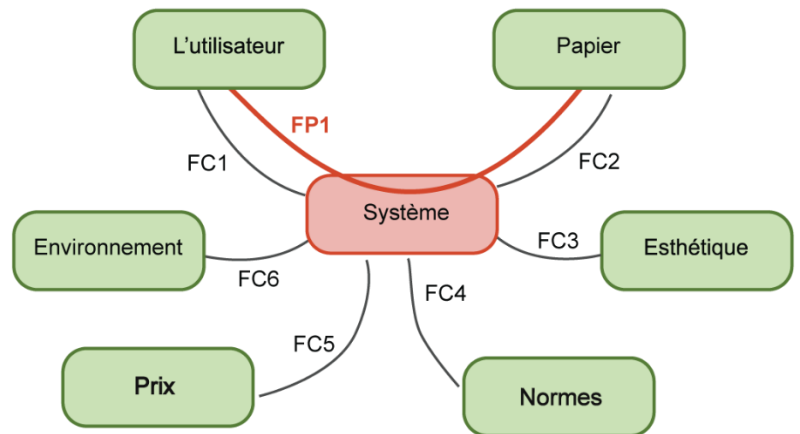 L'utilisateur
Papier
FP1
FC1
FC2
Système
Environnement
FC3
Esthétique
FC6
FC4
FC5
Prix
Normes